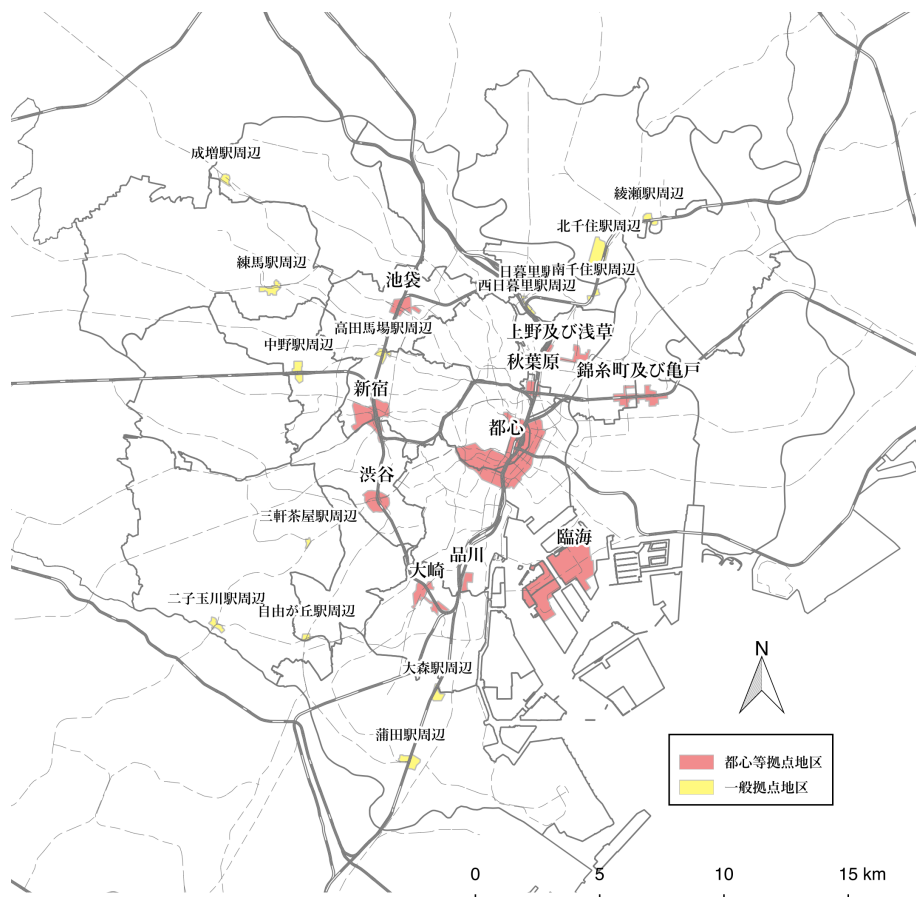 成増駅周辺
綾瀬駅周辺
北千住駅周辺
練馬駅周辺
日暮里駅
南千住駅周辺
池袋
西日暮里駅周辺
高田馬場駅周辺
上野及び浅草
中野駅周辺
秋葉原
錦糸町及び亀戸
新宿
都心
渋谷
三軒茶屋駅周辺
臨海
品川
大崎
二子玉川駅周辺
自由が丘駅周辺
N
大森駅周辺
蒲田駅周辺
都心等拠点地区
一般拠点地区
0 5 10 15 km